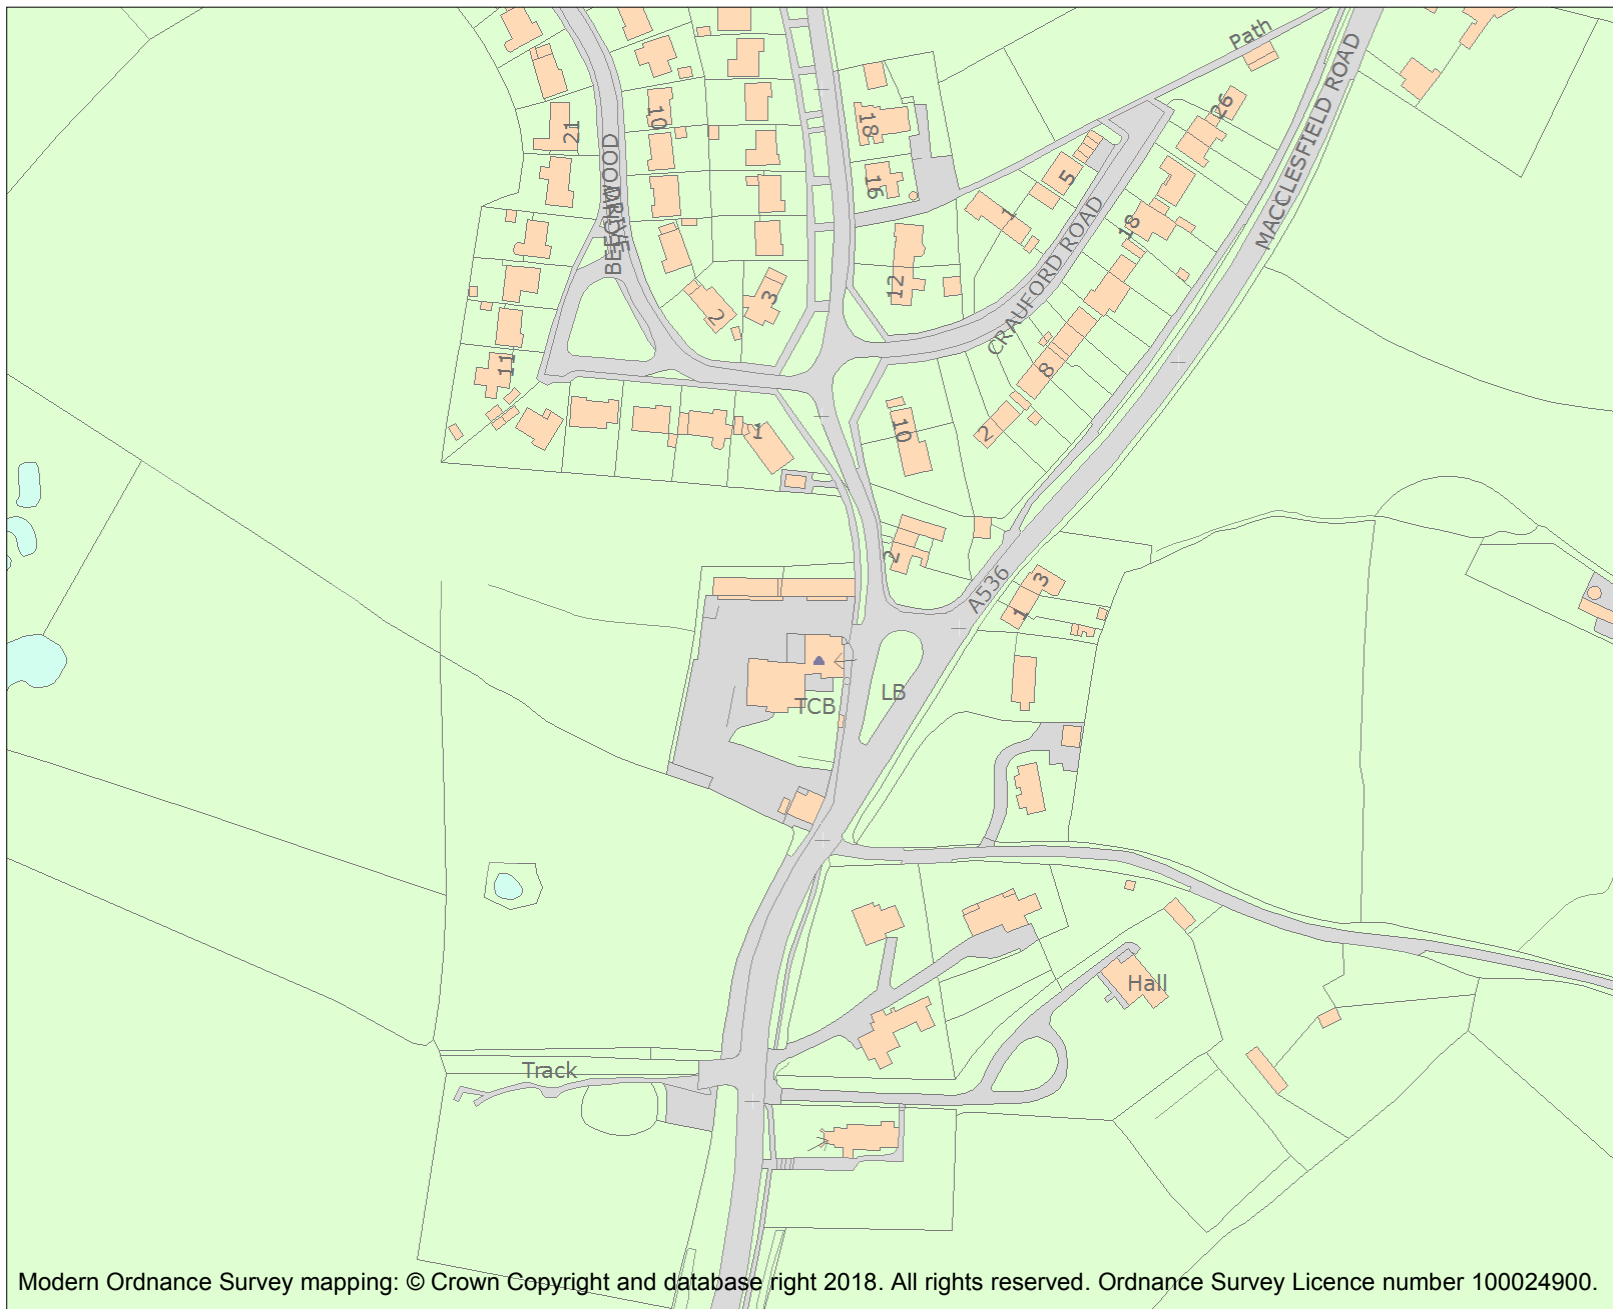 Path
MACCLESFIELD ROAD
26
21
10
18
BEECHWOOD
DRIVE
16
5
1
18
CRAUFORD ROAD
12
3
2
8
11
10
1
2
2
A536
3
1
LB
TCB
Hall
Track
Modern Ordnance Survey mapping: © Crown Copyright and database right 2018. All rights reserved. Ordnance Survey Licence number 100024900.